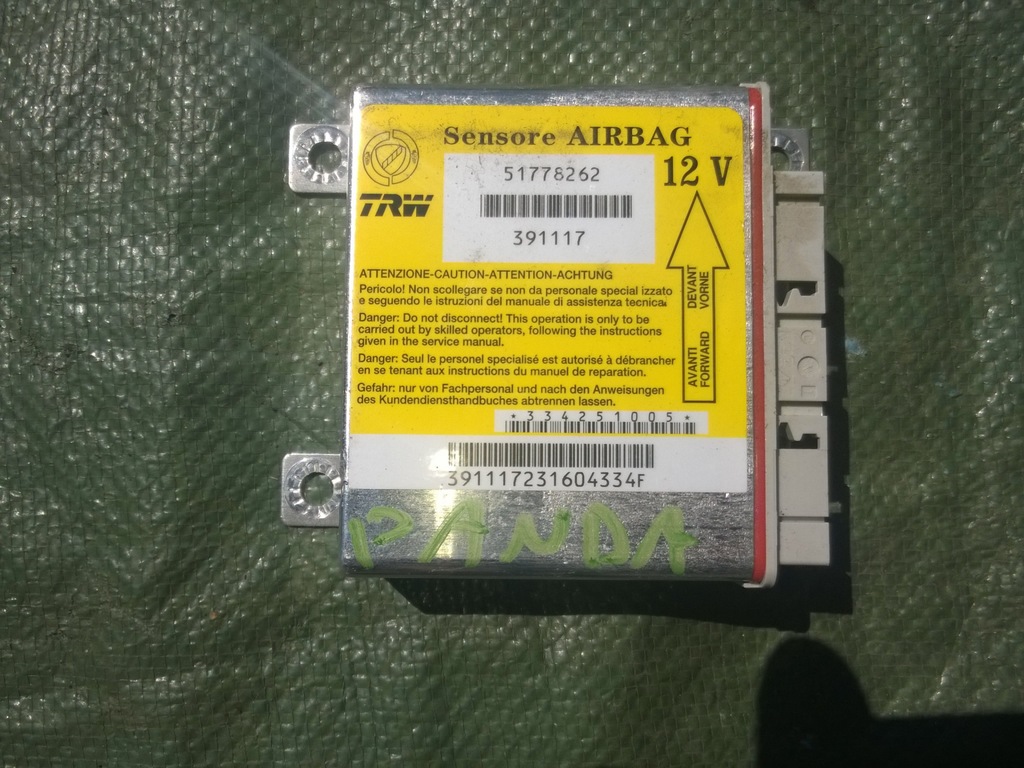 Sensore AIRBAG
51778262
12 V
TRW
391117
DEVANT
VORNE
AVANTI
FORWARD
ATTENZIONE-CAUTION-ATTENTION-ACHTUNG
Pericolo! Non scollegare se non da personale special izzato
e seguendo le istruzioni del manuale di assistenza tecnica.
Danger: Do not disconnect! This operation is only to be
carried out by skilled operators, following the instructions
given in the service manual.
Danger: Seul le personel specialisé est autorisé à débrancher
en se tenant aux instructions du manuel de reparation.
Gefahr: nur von Fachpersonal und nach den Anweisungen
des Kundendiensthandbuches abtrennen lassen.
*334251005*
391117231604334F
PANDA